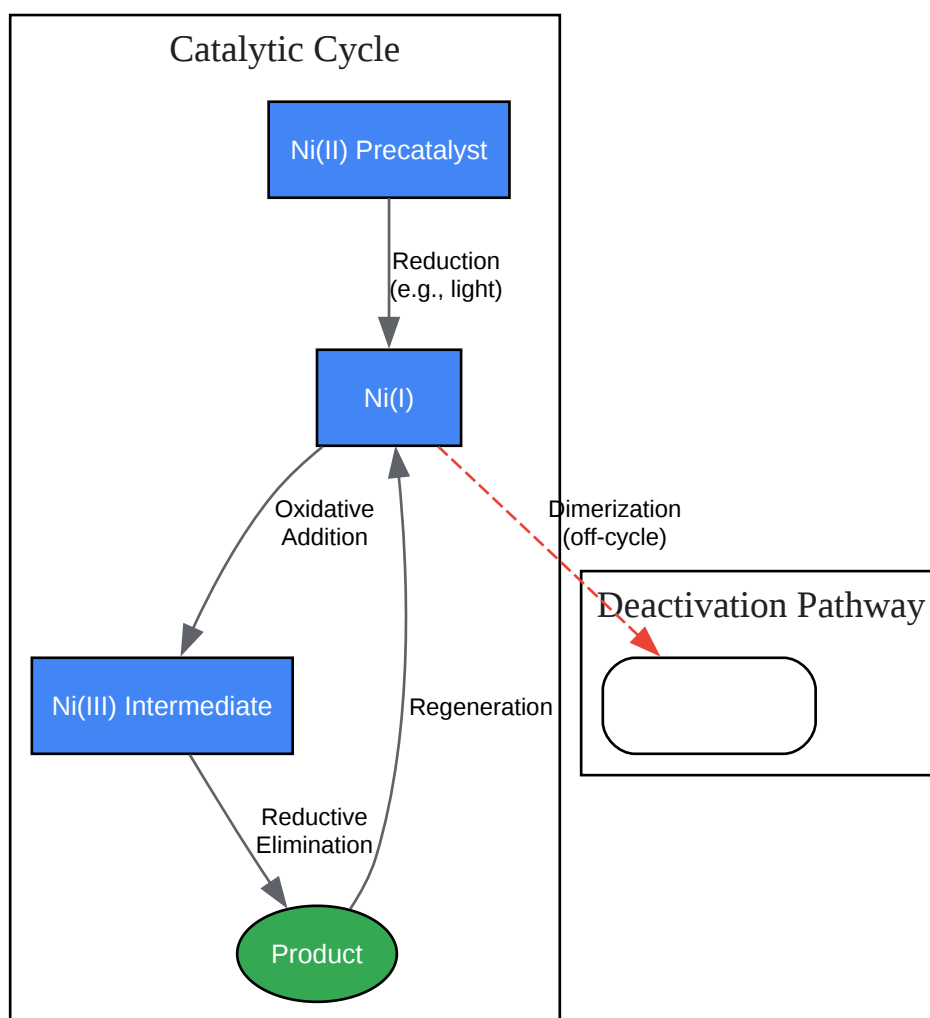 Catalytic Cycle
Ni(II) Precatalyst
Reduction
(e.g., light)
Ni(I)
Oxidative
Addition
Dimerization
(off-cycle)
Deactivation Pathway
Ni(III) Intermediate
Regeneration
Reductive
Elimination
Product